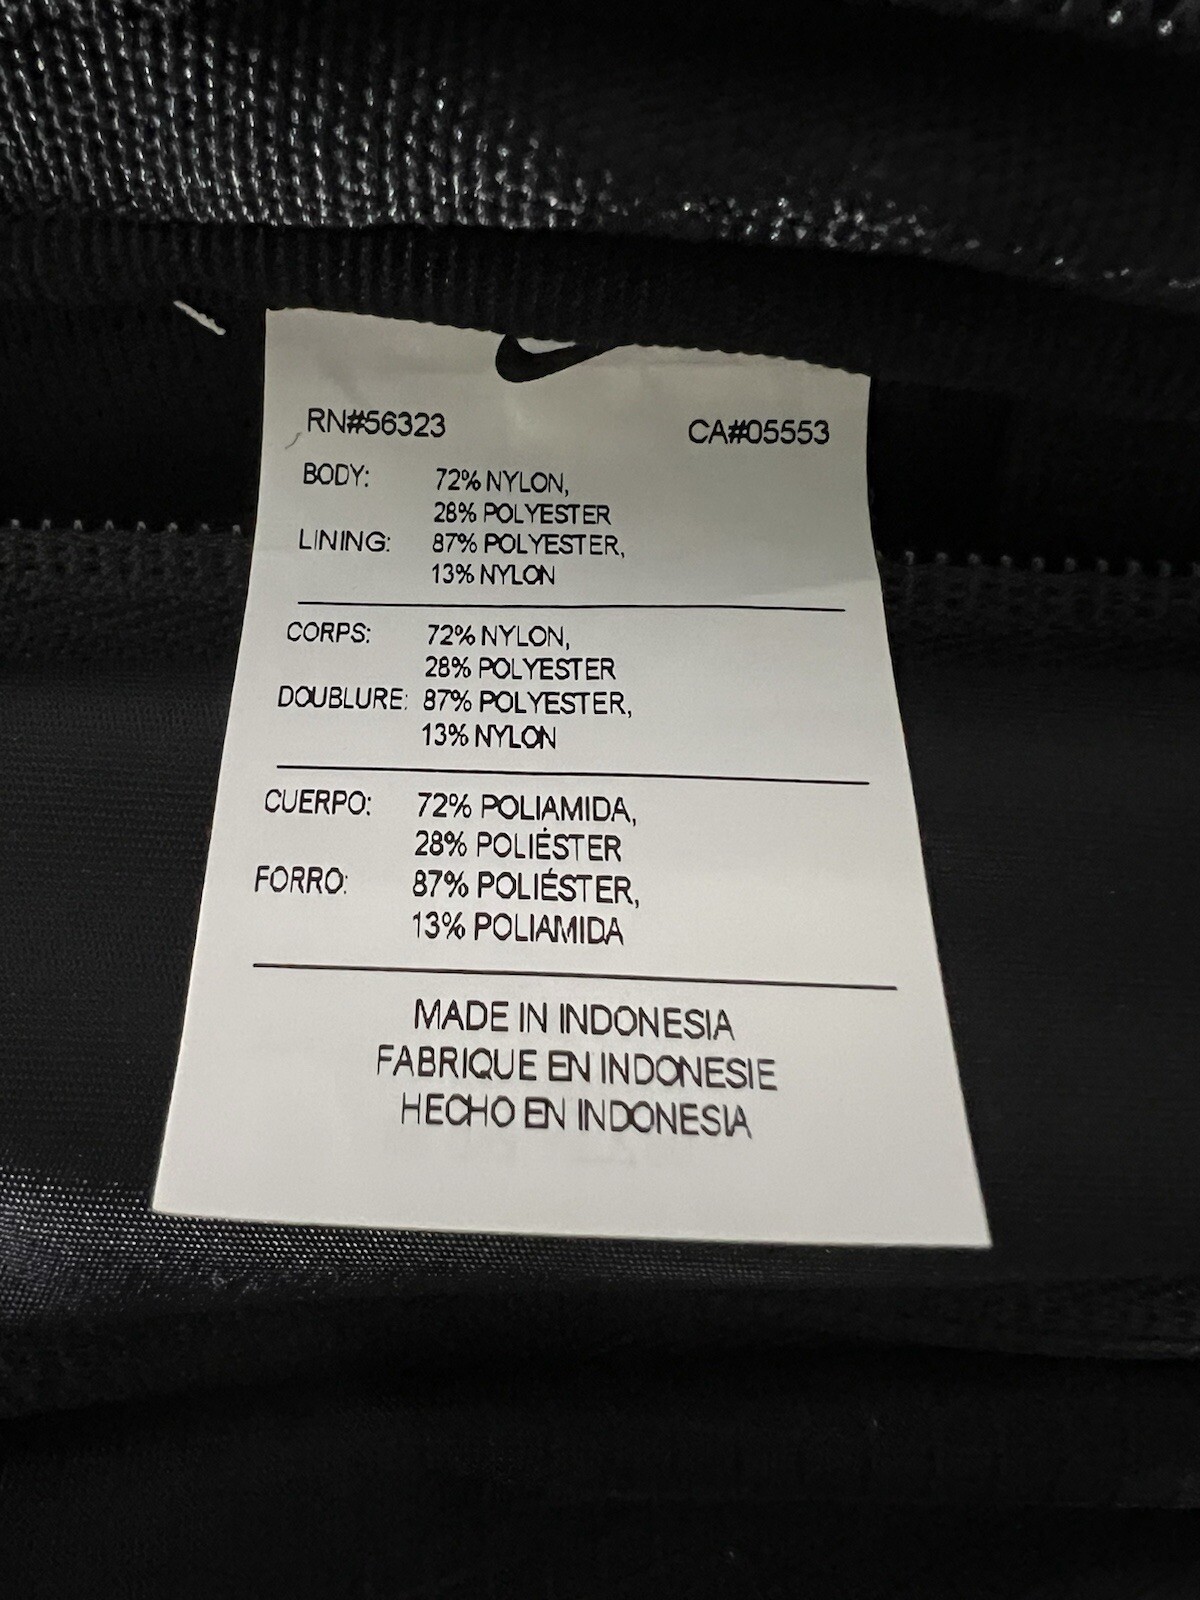 RN#56323 CA#05553
BODY: 72% NYLON,
28% POLYESTER
LINING: 87% POLYESTER,
13% NYLON
CORPS: 72% NYLON,
28% POLYESTER
DOUBLURE: 87% POLYESTER,
13% NYLON
CUERPO: 72% POLIAMIDA,
28% POLIÉSTER
FORRO: 87% POLIÉSTER,
13% POLIAMIDA
MADE IN INDONESIA
FABRIQUE EN INDONESIE
HECHO EN INDONESIA